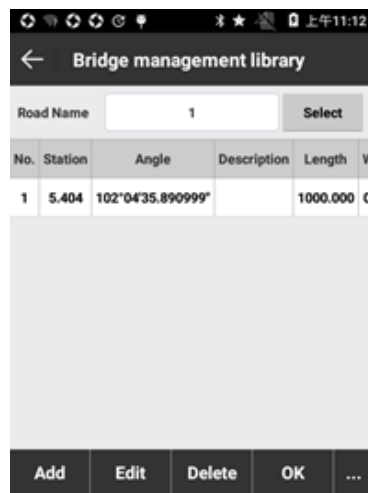 上午11:12
Bridge management library
Road Name 1 Select
No. Station Angle Description Length
1 5.404 102°04'35.890999" 1000.000
Add Edit Delete OK ...